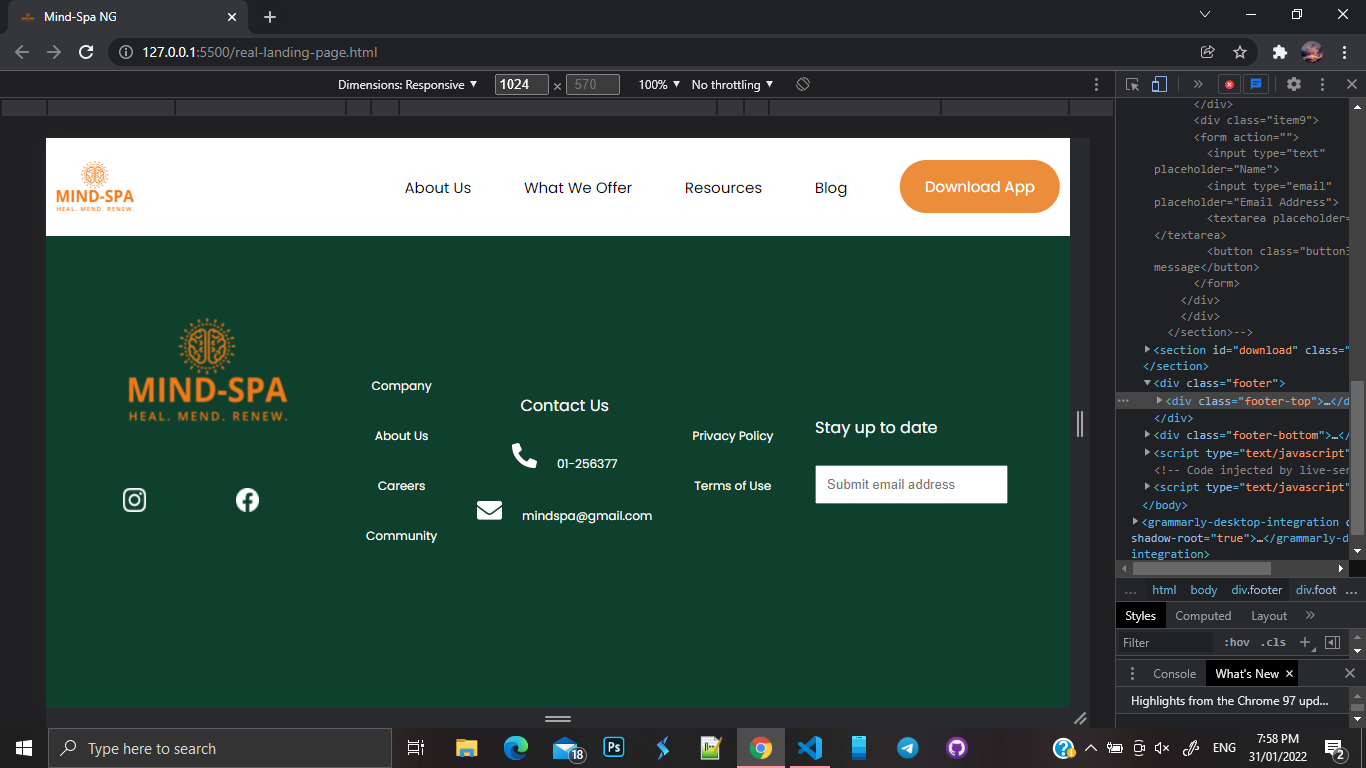 Mind-Spa NG
127.0.0.1:5500/real-landing-page.html
Dimensions: Responsive
1024
×
570
100%
No throttling
MIND-SPA
HEAL. MEND. RENEW.
About Us
What We Offer
Resources
Blog
Download App
MIND-SPA
HEAL. MEND. RENEW.
Company
About Us
Careers
Community
Contact Us
01-256377
mindspa@gmail.com
Privacy Policy
Terms of Use
Stay up to date
Submit email address
</div>
<div class="item9">
<form action="">
<input type="text"
placeholder="Name">
<input type="email"
placeholder="Email Address">
<textarea placeholder=
</textarea>
<button class="button3
message</button>
</form>
</div>
</div>
</section>-->
<section id="download" class="
</section>
<div class="footer">
<div class="footer-top">…</d
</div>
<div class="footer-bottom">…</
<script type="text/javascript"
<!-- Code injected by live-ser
<script type="text/javascript"
</body>
<grammarly-desktop-integration d
shadow-root="true">…</grammarly-d
integration>
... html body div.footer div.foot ...
Styles Computed Layout »
Filter :hov .cls +
Console What's New ×
Highlights from the Chrome 97 upd...
Type here to search
18
Ps
ENG
7:58 PM
31/01/2022
2